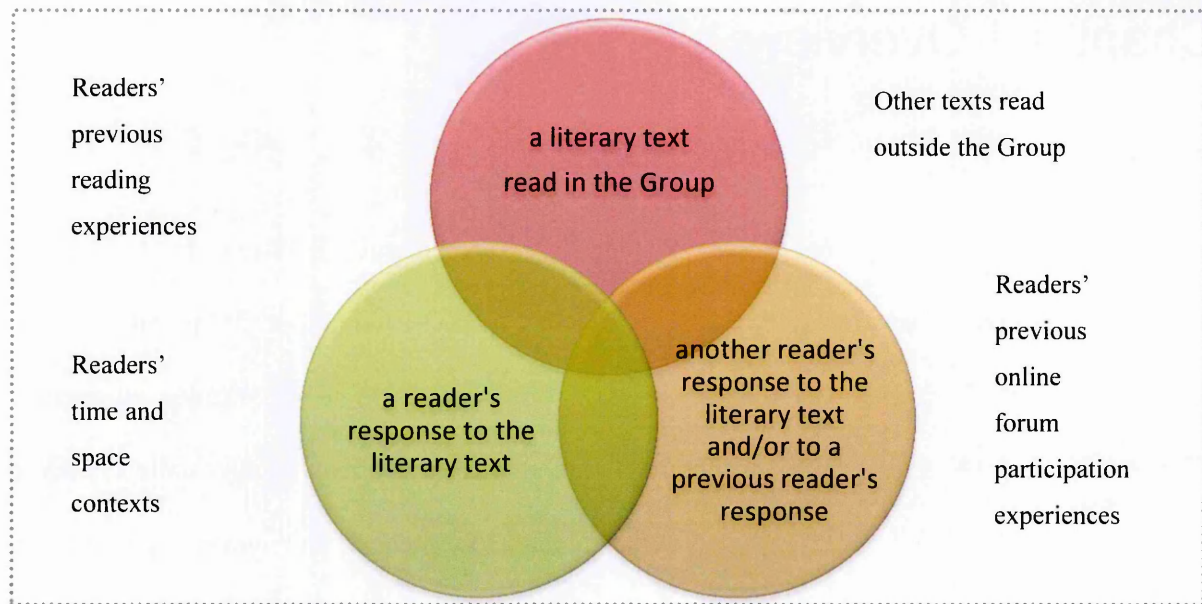 Readers'
previous
reading
experiences
a literary text
read in the Group
Other texts read
outside the Group
Readers'
time and
space
contexts
a reader's
response to the
literary text
another reader's
response to the
literary text
and/or to a
previous reader's
response
Readers'
previous
online
forum
participation
experiences